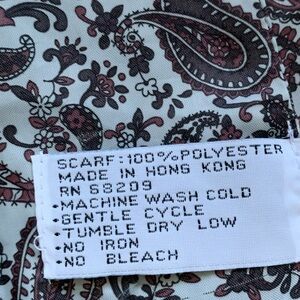 SCARF:100%POLYESTER
MADE IN HONG KONG
RN 68209
•MACHINE WASH COLD
•GENTLE CYCLE
•TUMBLE DRY LOW
•NO IRON
•NO BLEACH